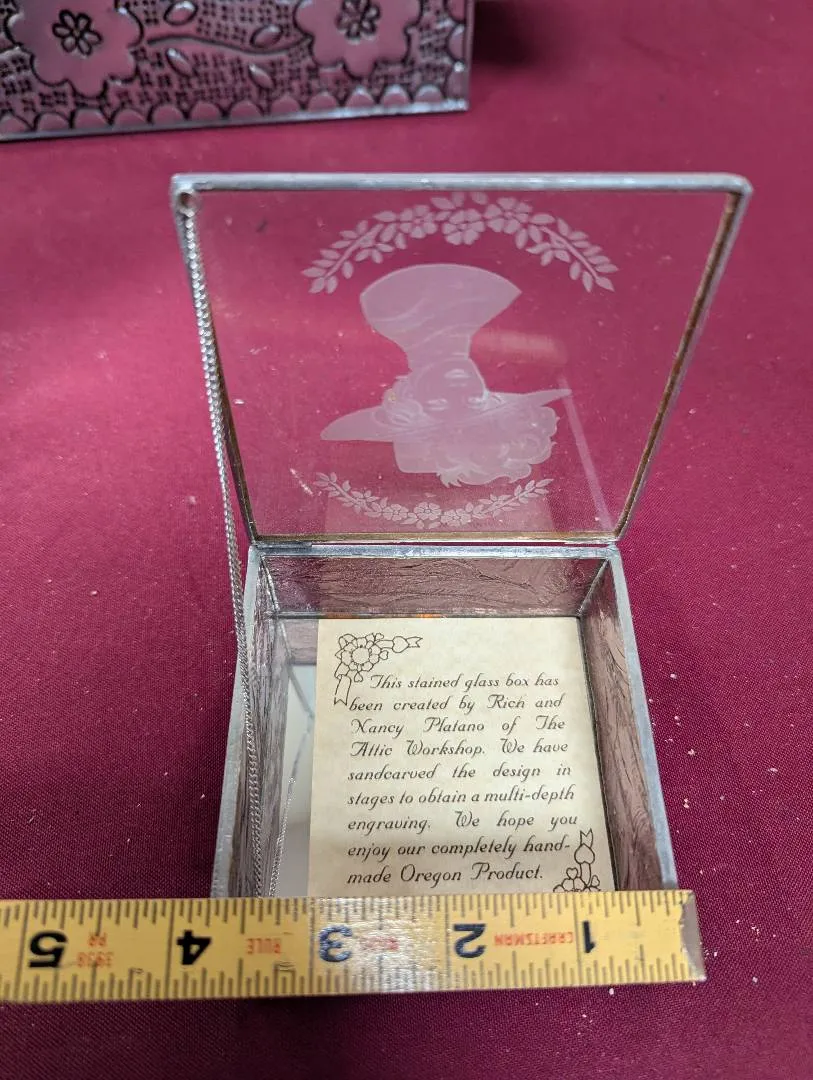 This stained glass box has
been created by Rich and
Nancy Platano of The
Attic Workshop. We have
sandcarved the design in
stages to obtain a multi-depth
engraving. We hope you
enjoy our completely hand-
made Oregon Product.
5 4 RULE 3 2 CRAFTSMAN 1